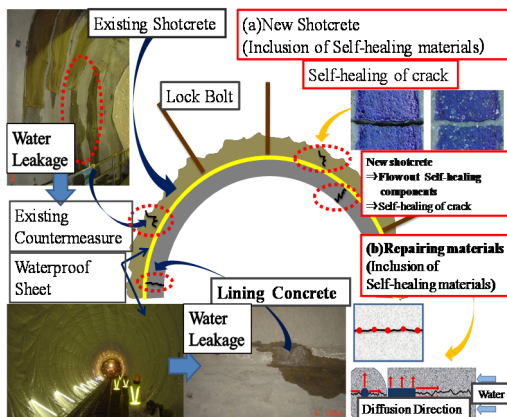 Existing Shotcrete
(a)New Shotcrete
(Inclusion of Self-healing materials)
Self-healing of crack
Lock Bolt
Water
Leakage
New shotcrete
⇒Flowout Self-healing
components
⇒Self-healing of crack
Existing
Countermeasure
Waterproof
Sheet
(b)Repairing materials
(Inclusion of
Self-healing materials)
Lining Concrete
Water
Leakage
Water
Diffusion Direction